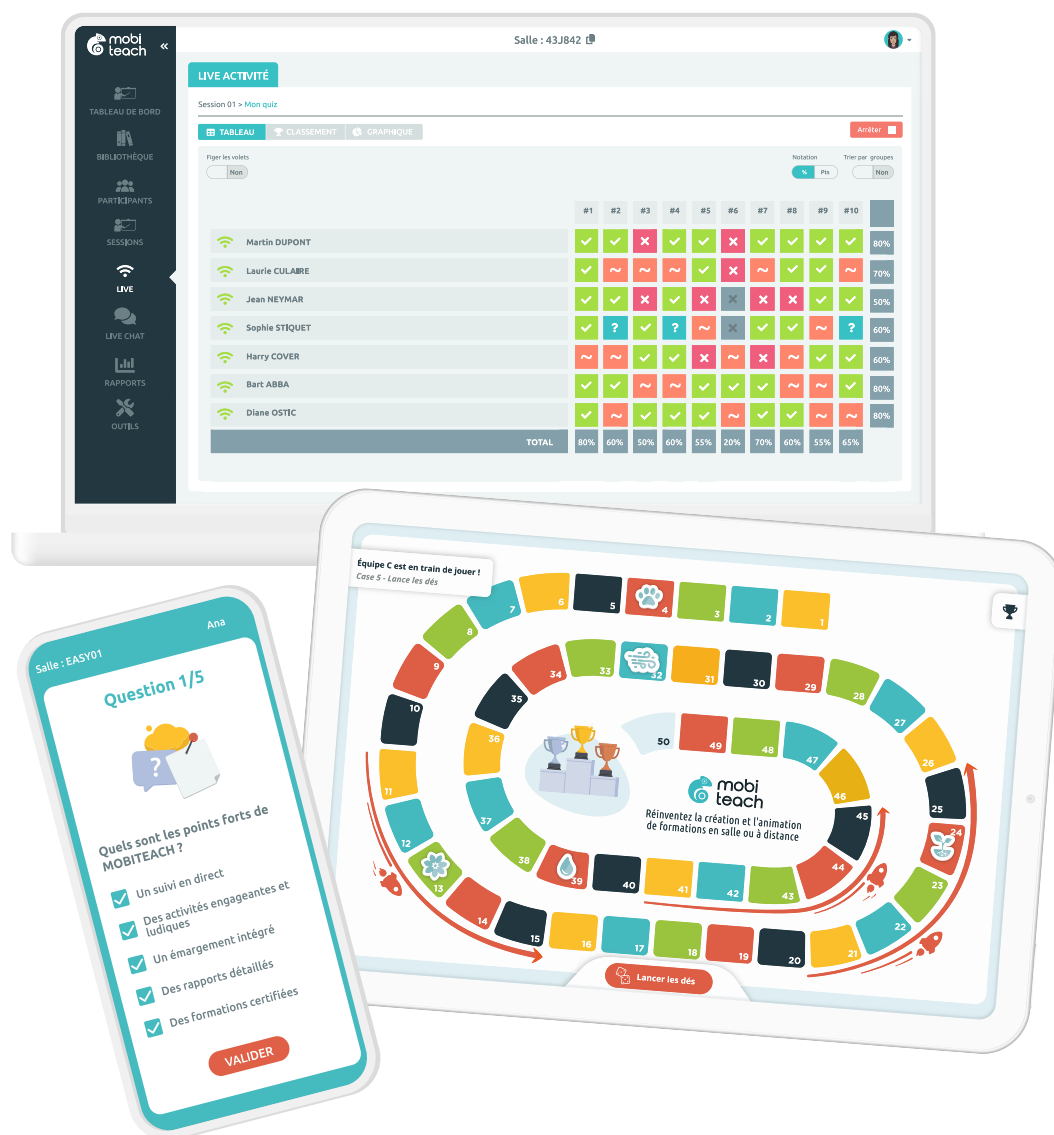 mobi
teach
«
Salle : 43J842
TABLEAU DE BORD
BIBLIOTHÈQUE
PARTICIPANTS
SESSIONS
LIVE
LIVE CHAT
RAPPORTS
OUTILS
LIVE ACTIVITÉ
Session 01 > Mon quiz
TABLEAU CLASSEMENT GRAPHIQUE Arrêter
Figer les volets Notation Trier par groupes
Non % Pts Non
#1 #2 #3 #4 #5 #6 #7 #8 #9 #10
Martin DUPONT 80%
Laurie CULAIRE 70%
Jean NEYMAR 50%
Sophie STIQUET ? ? ? 60%
Harry COVER 60%
Bart ABBA 80%
Diane OSTIC 80%
TOTAL 80% 60% 50% 60% 55% 20% 70% 60% 55% 65%
Équipe C est en train de jouer !
Case 5 - Lance les dés
1
2
3
4
5
6
7
8
9
10
11
12
13
14
15
16
17
18
19
20
21
22
23
24
25
26
27
28
29
30
31
32
33
34
35
36
37
38
39
40
41
42
43
44
45
46
47
48
49
50
mobi
teach
Réinventez la création et l'animation
de formations en salle ou à distance
Lancer les dés
Salle : EASY01 Ana
Question 1/5
?
Quels sont les points forts de
MOBITEACH ?
Un suivi en direct
Des activités engageantes et
ludiques
Un émargement intégré
Des rapports détaillés
Des formations certifiées
VALIDER